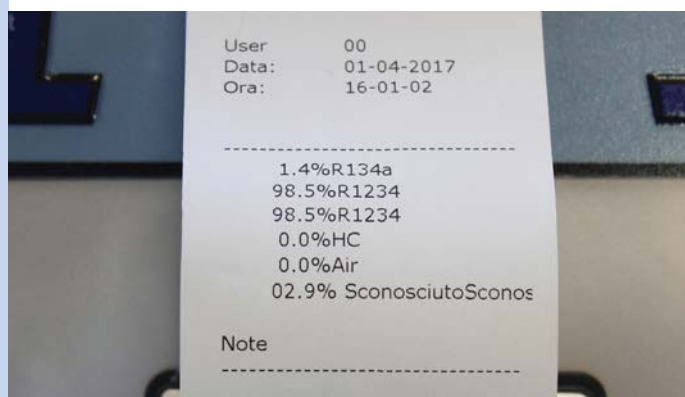 User 00
Data: 01-04-2017
Ora: 16-01-02
--------------------------------
1.4%R134a
98.5%R1234
98.5%R1234
0.0%HC
0.0%Air
02.9% SconosciutoSconos
Note
--------------------------------